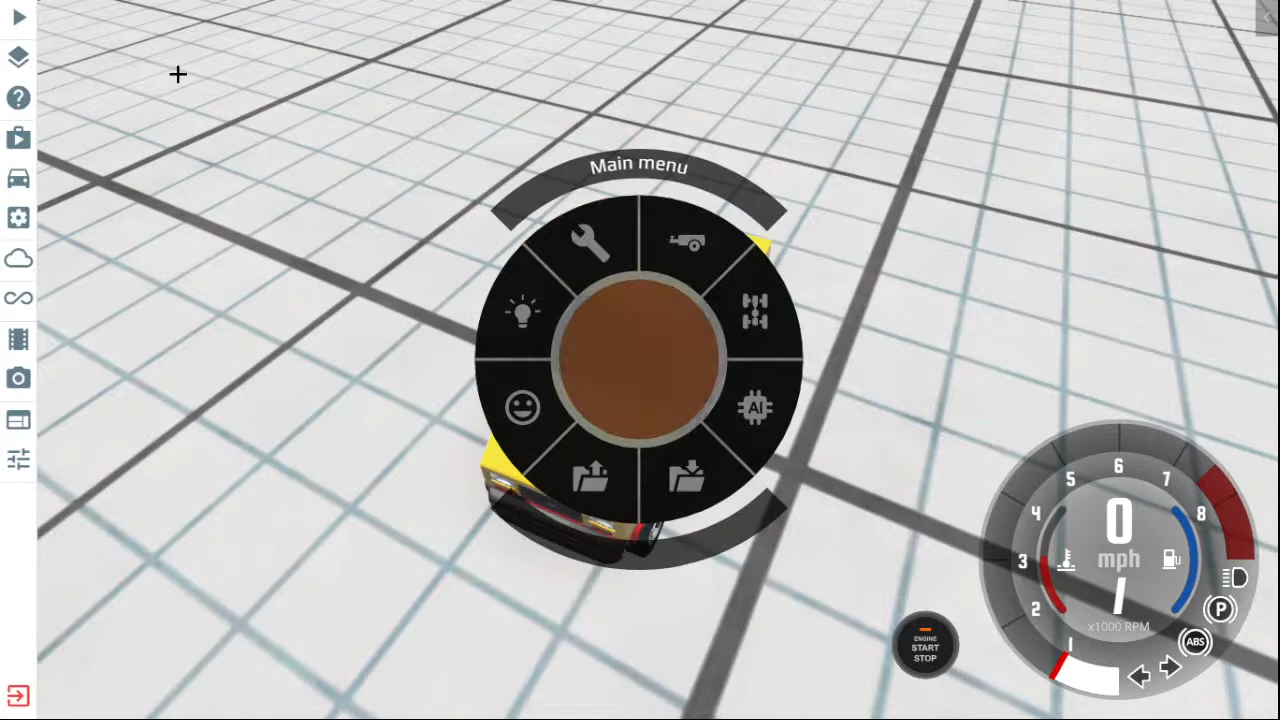 Main menu
AI
6
5
7
4
8
0
3
mph
2
1
x1000 RPM
P
ABS
1
ENGINE
START
STOP